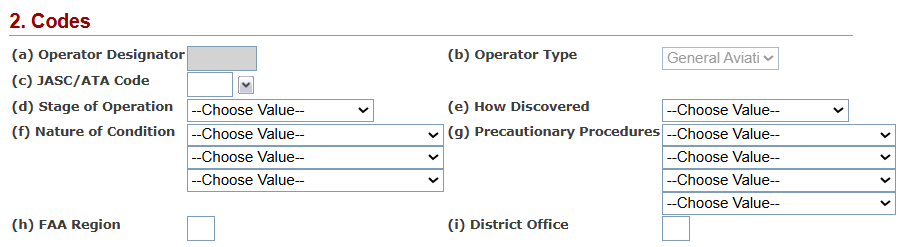 2. Codes
(a) Operator Designator (b) Operator Type General Aviati
(c) JASC/ATA Code
(d) Stage of Operation --Choose Value-- (e) How Discovered --Choose Value--
(f) Nature of Condition --Choose Value-- (g) Precautionary Procedures --Choose Value--
--Choose Value-- --Choose Value--
--Choose Value-- --Choose Value--
--Choose Value--
(h) FAA Region (i) District Office